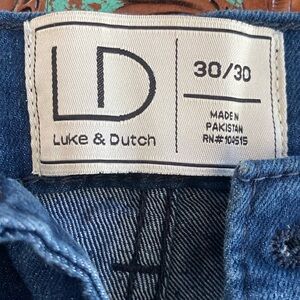 LD
Luke & Dutch
30/30
MADEN
PAKISTAN
RN#104515